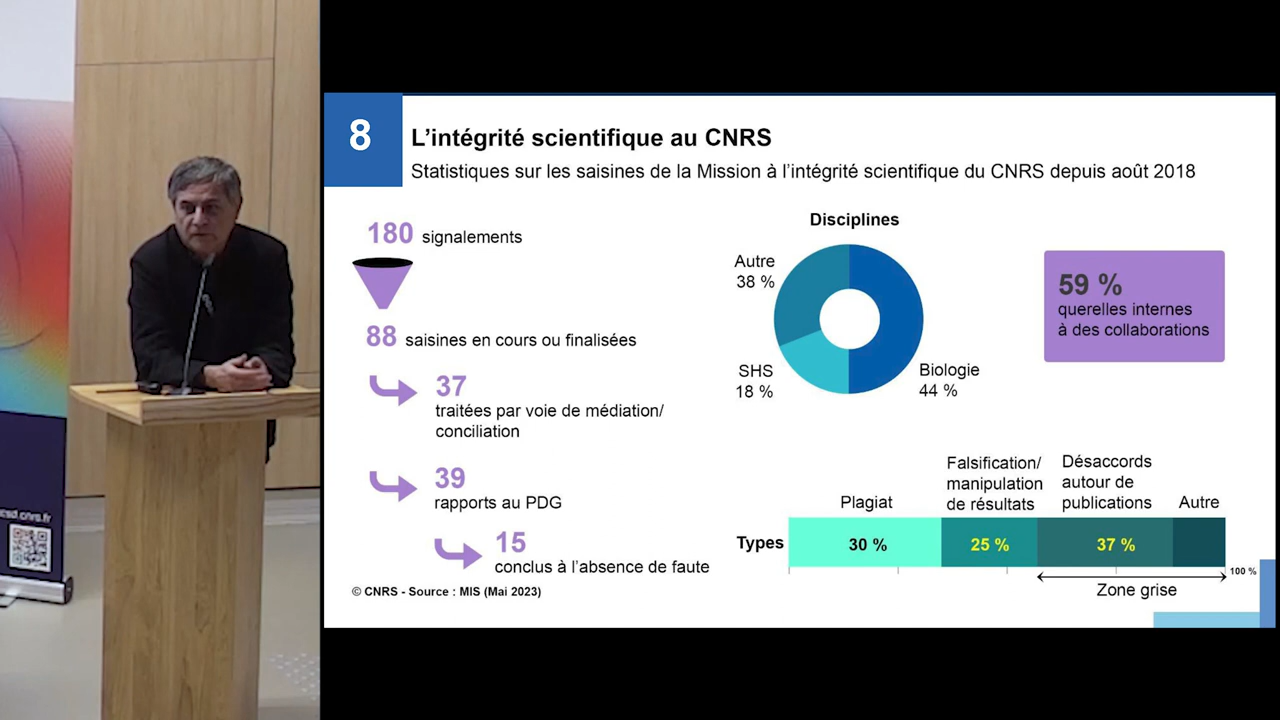 8
L'intégrité scientifique au CNRS
Statistiques sur les saisines de la Mission à l'intégrité scientifique du CNRS depuis août 2018
180 signalements
88 saisines en cours ou finalisées
37
traitées par voie de médiation/
conciliation
39
rapports au PDG
15
conclus à l'absence de faute
© CNRS - Source : MIS (Mai 2023)
Disciplines
Autre
38 %
SHS
18 %
Biologie
44 %
59 %
querelles internes
à des collaborations
Falsification/
manipulation
de résultats
Désaccords
autour de
publications
Plagiat
Autre
Types
30 %
25 %
37 %
100 %
Zone grise
csd.cnrs.fr